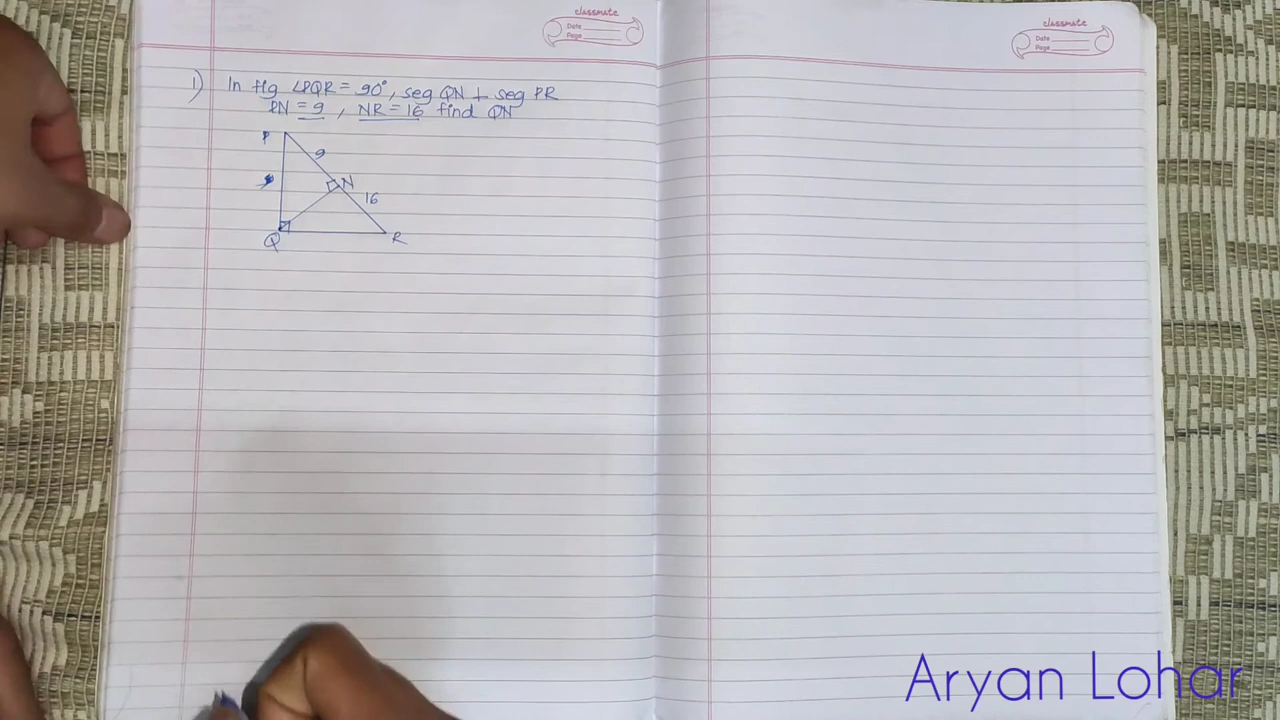 classmate
Date
Page
classmate
Date
Page
1) In fig ∠PQR = 90°, seg QN ⊥ seg PR
PN = 9 , NR = 16 find QN
P
9
N
16
Q
R
Aryan Lohar